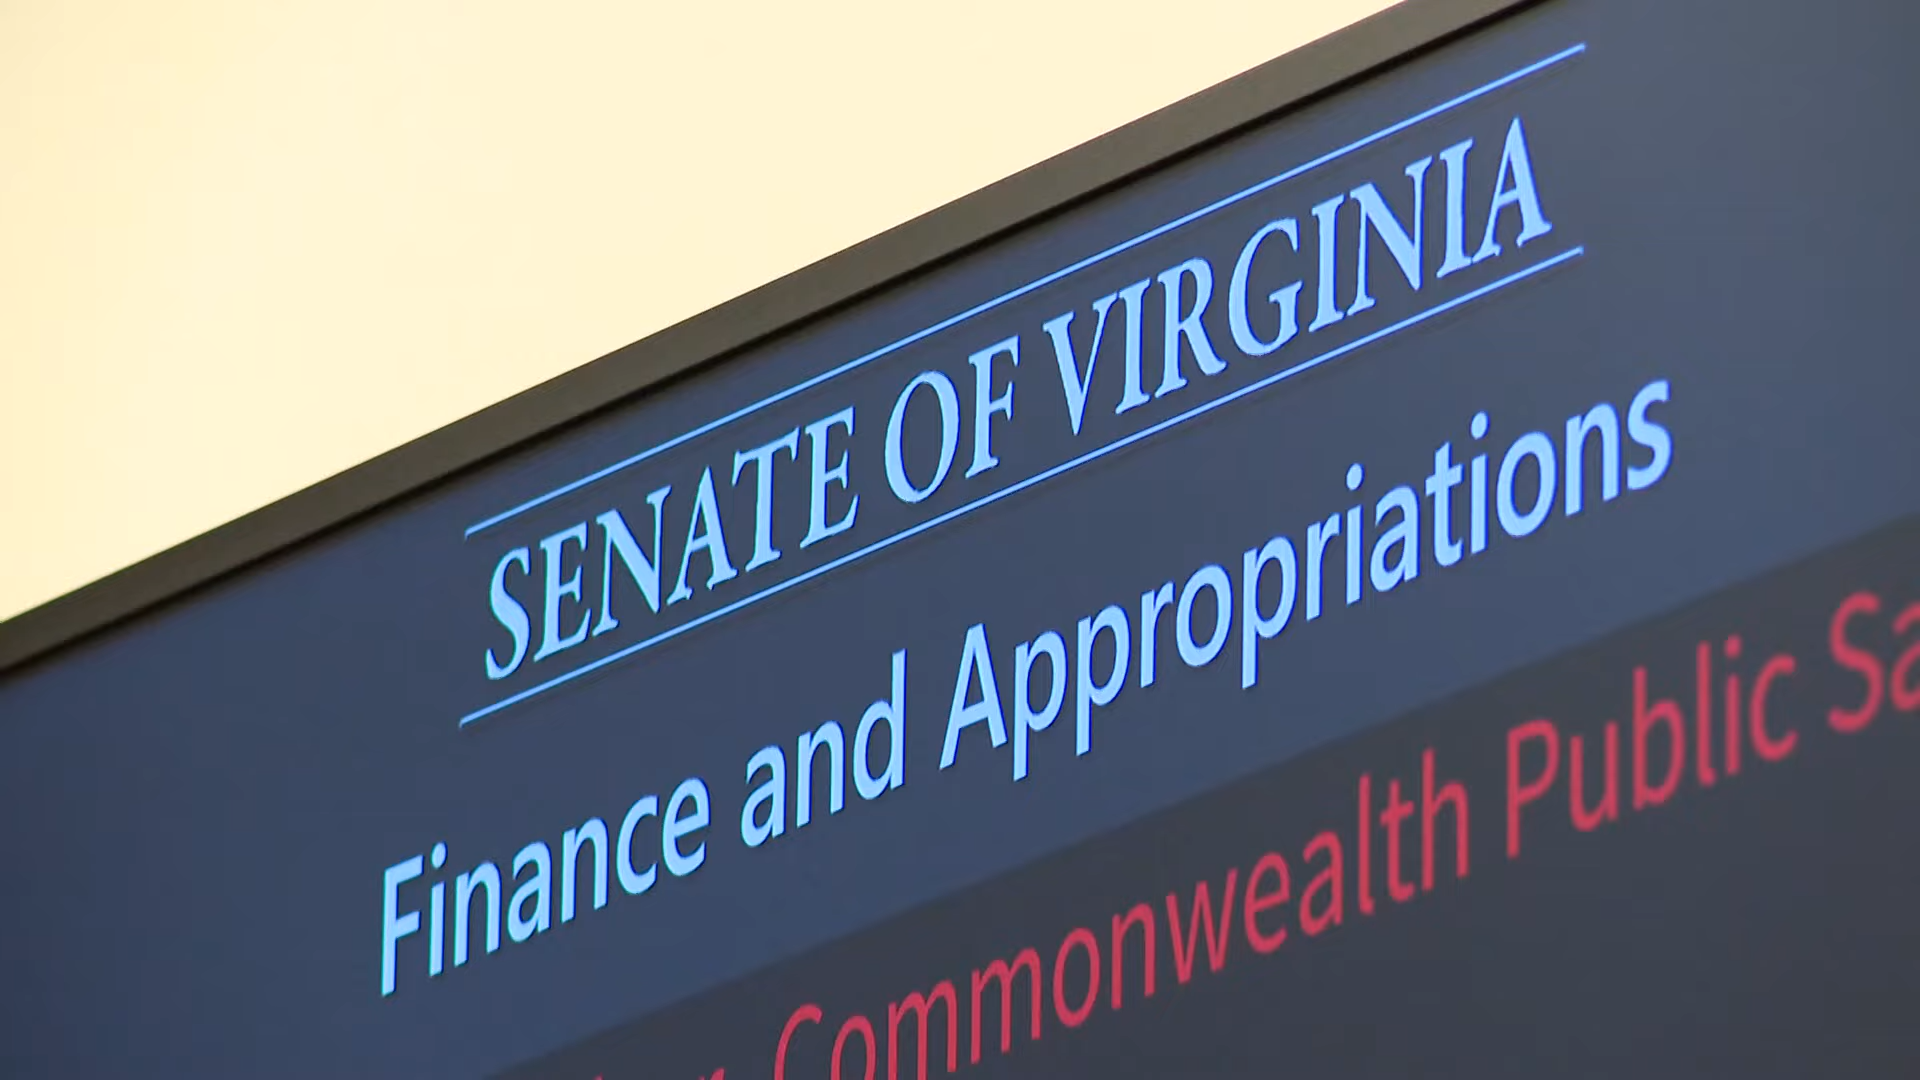 SENATE OF VIRGINIA
Finance and Appropriations
Commonwealth Public